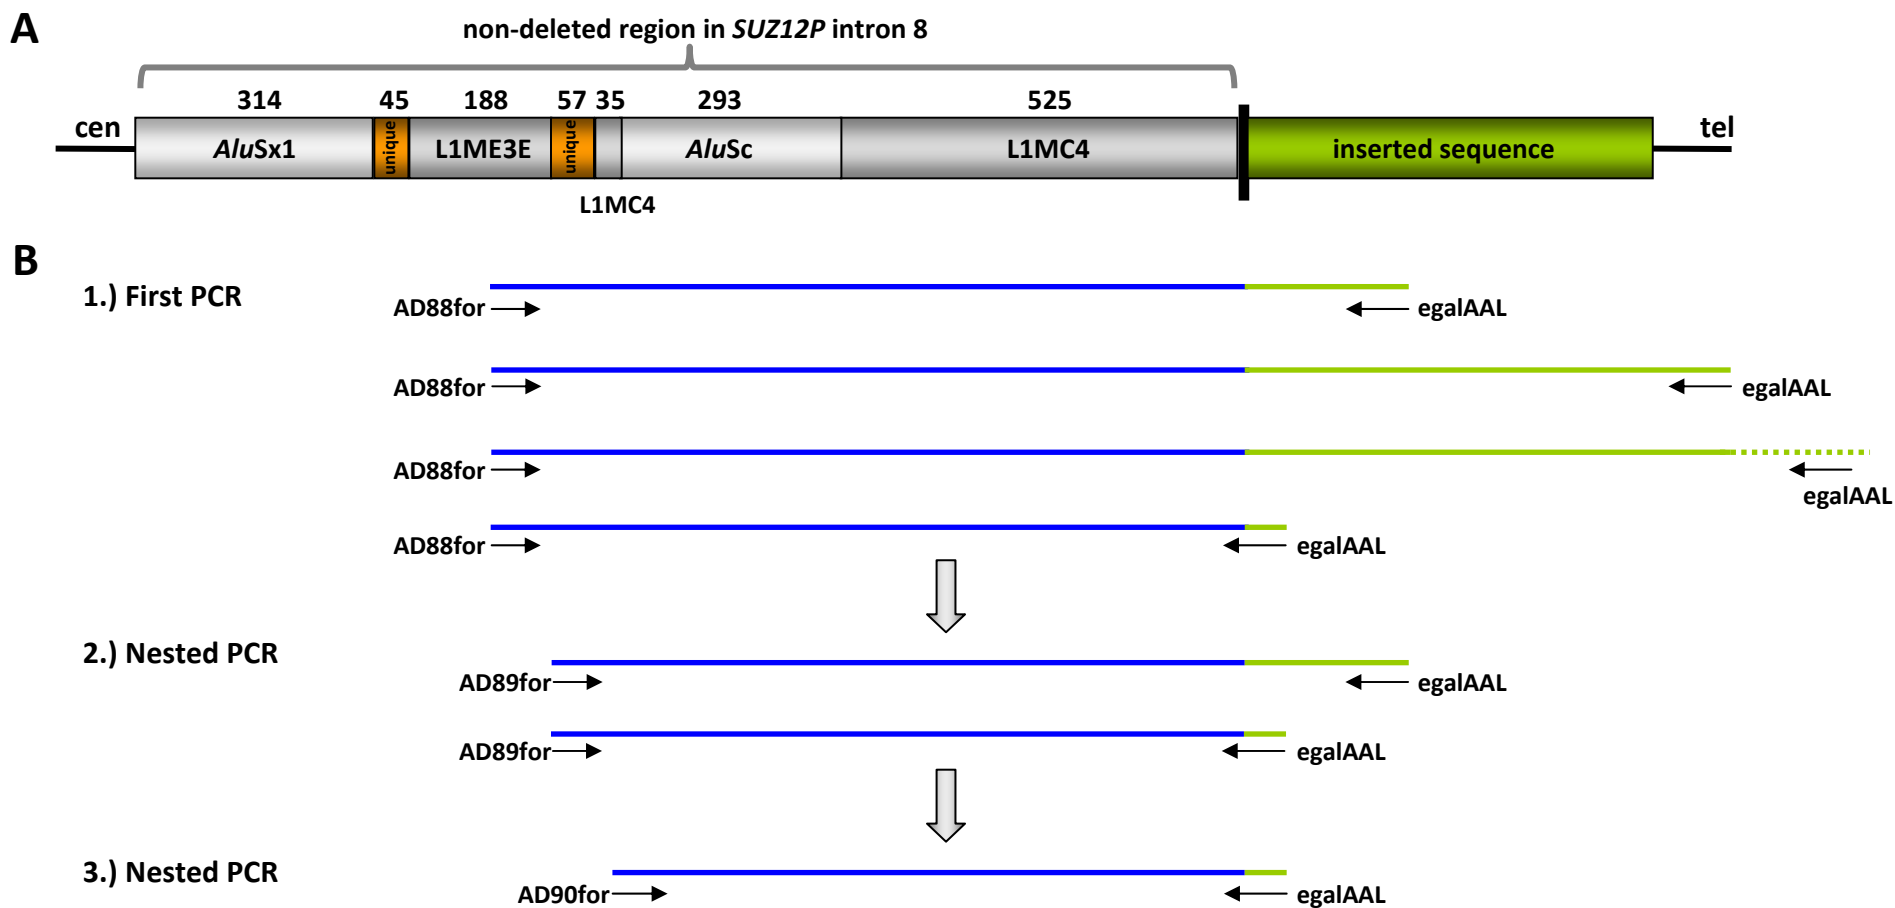 A
non-deleted region in SUZ12P intron 8
314 45 188 57 35 293 525
cen AluSx1 unique L1ME3E unique AluSc L1MC4 inserted sequence tel
L1MC4
B
1.) First PCR
AD88for egalAAL
AD88for egalAAL
AD88for egalAAL
AD88for egalAAL
2.) Nested PCR
AD89for egalAAL
AD89for egalAAL
3.) Nested PCR
AD90for egalAAL